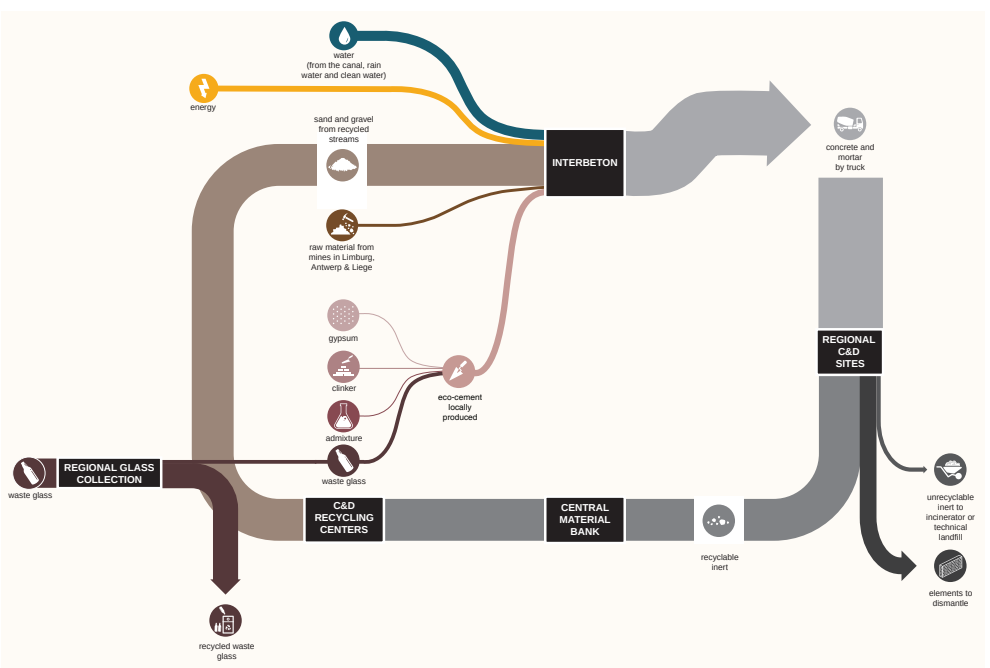 water
(from the canal, rain
water and clean water)
energy
sand and gravel
from recycled
streams
INTERBETON
concrete and
mortar
by truck
raw material from
mines in Limburg,
Antwerp & Liege
gypsum
clinker
admixture
waste glass
eco-cement
locally
produced
REGIONAL
C&D
SITES
waste glass
REGIONAL GLASS
COLLECTION
C&D
RECYCLING
CENTERS
CENTRAL
MATERIAL
BANK
recyclable
inert
unrecyclable
inert to
incinerator or
technical
landfill
elements to
dismantle
recycled waste
glass